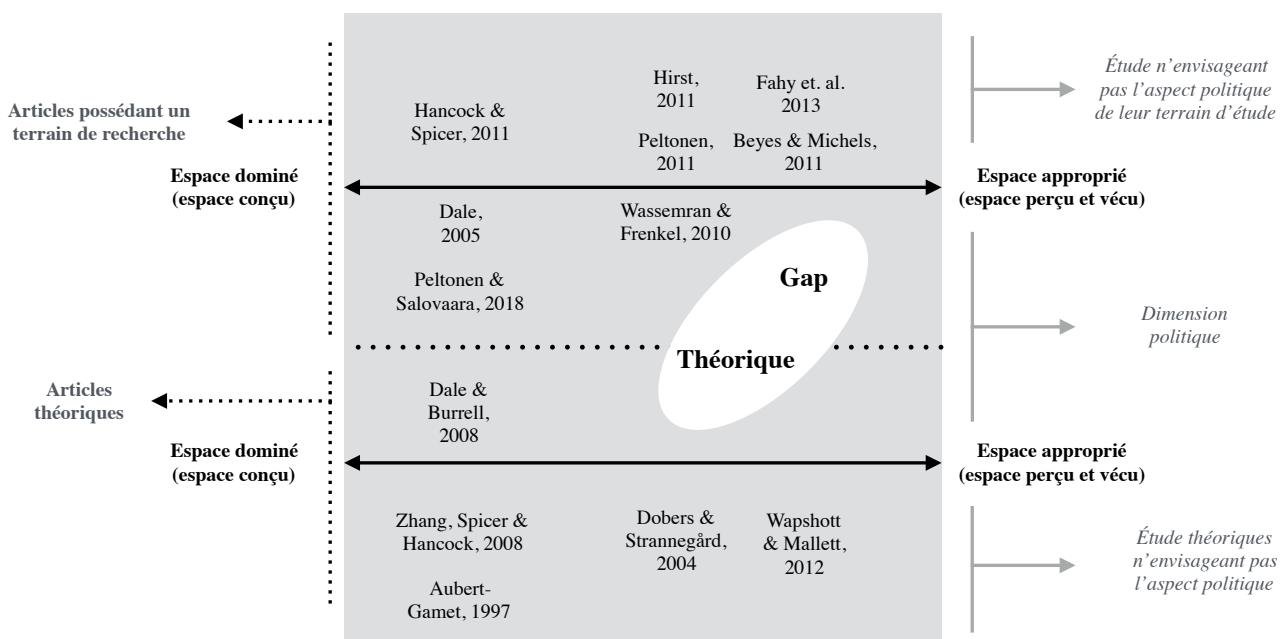 Articles possédant un
terrain de recherche
Espace dominé
(espace conçu)
Hancock &
Spicer, 2011
Hirst,
2011
Fahy et. al.
2013
Peltonen,
2011
Beyes & Michels,
2011
Étude n’envisageant
pas l’aspect politique
de leur terrain d’étude
Espace approprié
(espace perçu et vécu)
Dale,
2005
Wassemran &
Frenkel, 2010
Peltonen &
Salovaara, 2018
Gap
Théorique
Dimension
politique
Articles
théoriques
Dale &
Burrell,
2008
Espace dominé
(espace conçu)
Espace approprié
(espace perçu et vécu)
Zhang, Spicer &
Hancock, 2008
Dobers &
Strannegård,
2004
Wapshott
& Mallett,
2012
Aubert-
Gamet, 1997
Étude théoriques
n’envisageant pas
l’aspect politique